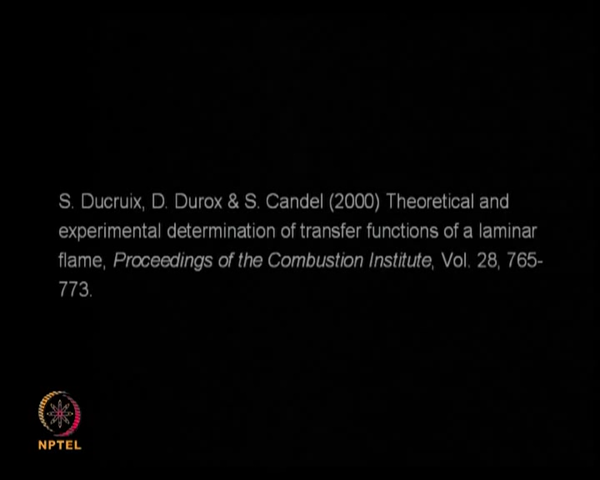 S. Ducruix, D. Durox & S. Candel (2000) Theoretical and
experimental determination of transfer functions of a laminar
flame, Proceedings of the Combustion Institute, Vol. 28, 765-
773.
NPTEL